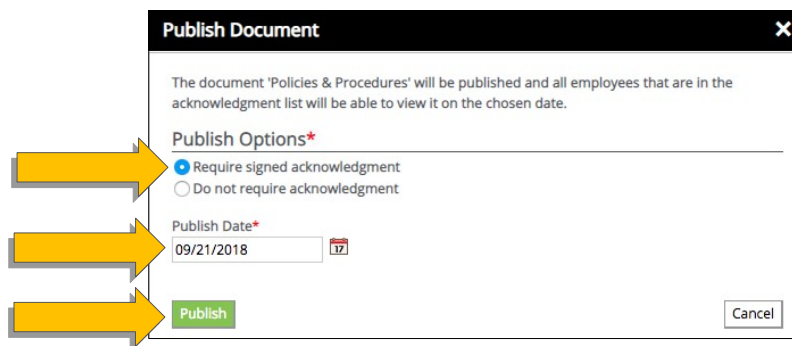 Publish Document
The document 'Policies & Procedures' will be published and all employees that are in the
acknowledgment list will be able to view it on the chosen date.
Publish Options*
Require signed acknowledgment
Do not require acknowledgment
Publish Date*
09/21/2018 17
Publish Cancel